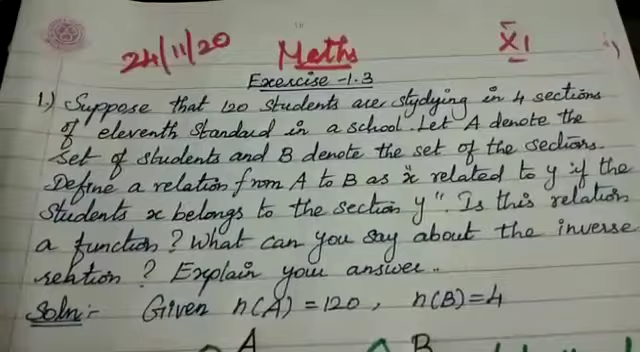 24/11/20 Maths XI
Exercise-1.3
1.) Suppose that 120 students are stydying in 4 sections
of eleventh standard in a school. Let A denote the
set of students and B denote the set of the sections.
Define a relation from A to B as "x related to y if the
students x belongs to the section y". Is this relation
a function? What can you say about the inverse
relation? Explain your answer..
Soln:- Given n(A) = 120, n(B) = 4
A B